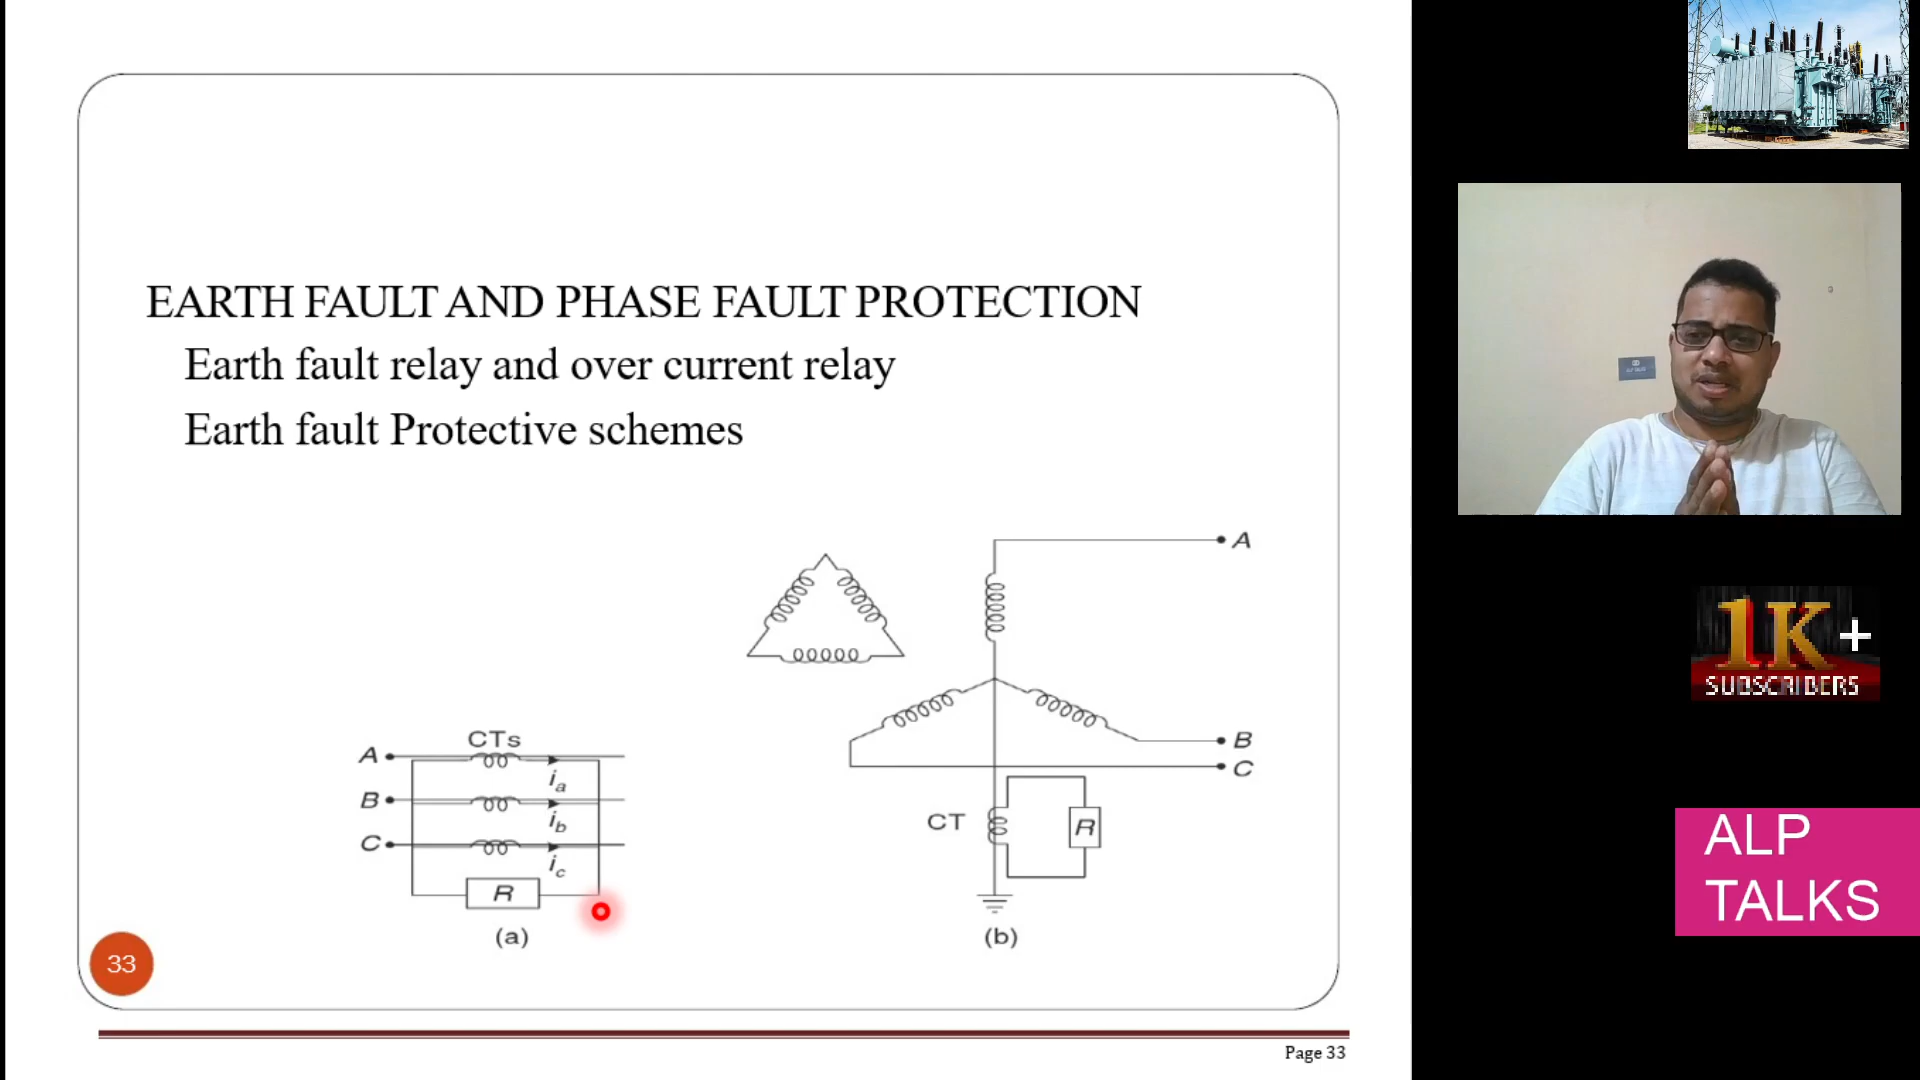 EARTH FAULT AND PHASE FAULT PROTECTION
Earth fault relay and over current relay
Earth fault Protective schemes
A
B
C
CT
R
(b)
CTs
A
B
C
ia
ib
ic
R
(a)
33
Page 33
1K+
SUBSCRIBERS
ALP
TALKS